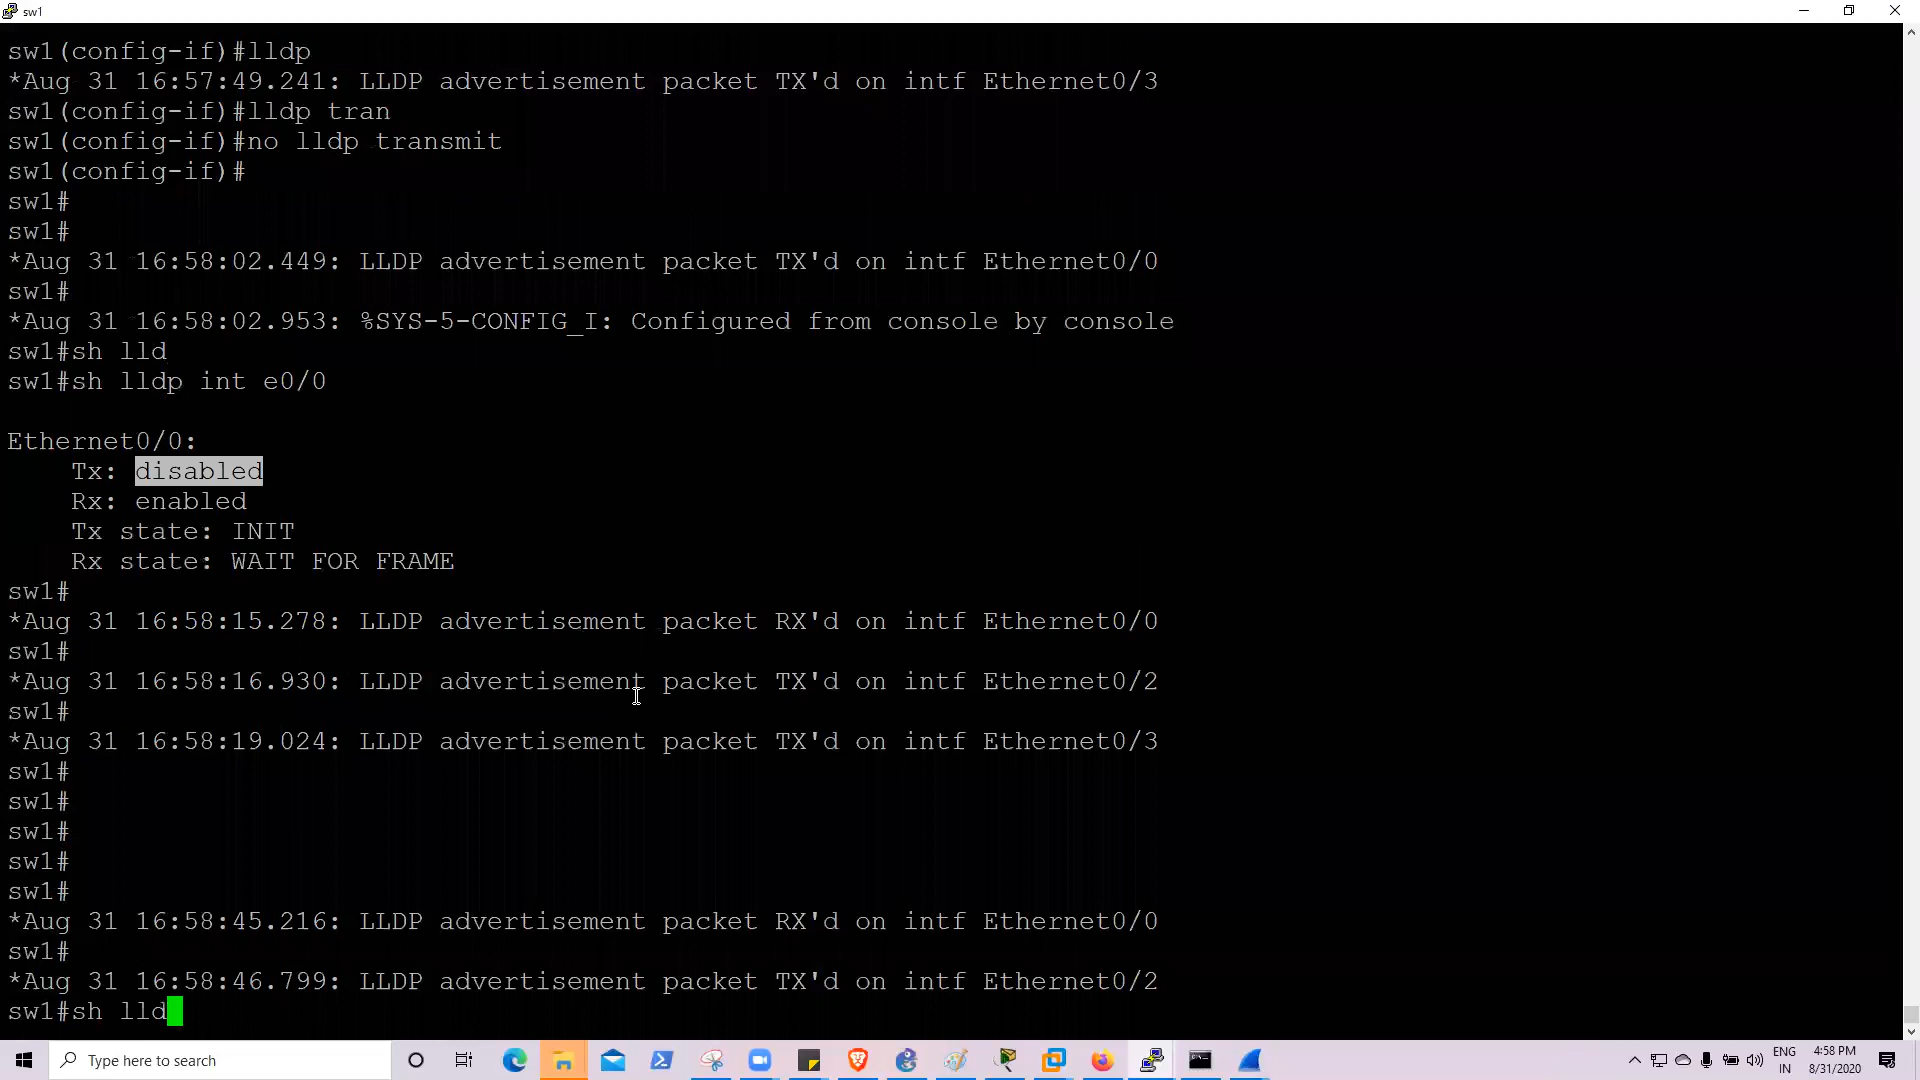 sw1
sw1(config-if)#lldp
*Aug 31 16:57:49.241: LLDP advertisement packet TX'd on intf Ethernet0/3
sw1(config-if)#lldp tran
sw1(config-if)#no lldp transmit
sw1(config-if)#
sw1#
sw1#
*Aug 31 16:58:02.449: LLDP advertisement packet TX'd on intf Ethernet0/0
sw1#
*Aug 31 16:58:02.953: %SYS-5-CONFIG_I: Configured from console by console
sw1#sh lld
sw1#sh lldp int e0/0
Ethernet0/0:
Tx: disabled
Rx: enabled
Tx state: INIT
Rx state: WAIT FOR FRAME
sw1#
*Aug 31 16:58:15.278: LLDP advertisement packet RX'd on intf Ethernet0/0
sw1#
*Aug 31 16:58:16.930: LLDP advertisement packet TX'd on intf Ethernet0/2
sw1#
*Aug 31 16:58:19.024: LLDP advertisement packet TX'd on intf Ethernet0/3
sw1#
sw1#
sw1#
sw1#
sw1#
*Aug 31 16:58:45.216: LLDP advertisement packet RX'd on intf Ethernet0/0
sw1#
*Aug 31 16:58:46.799: LLDP advertisement packet TX'd on intf Ethernet0/2
sw1#sh lld
Type here to search
ENG
IN
4:58 PM
8/31/2020